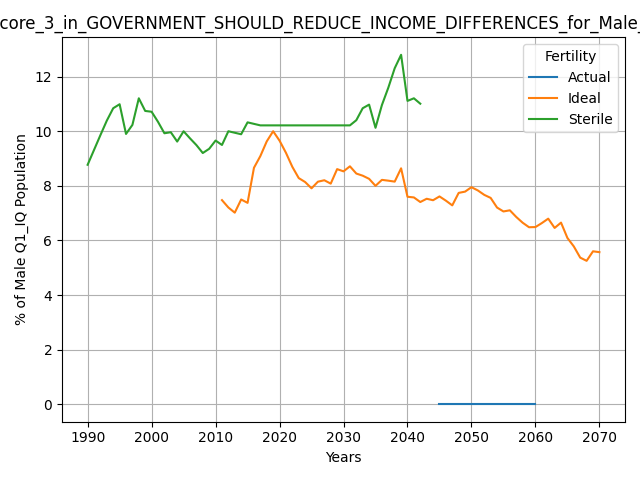 core_3_in_GOVERNMENT_SHOULD_REDUCE_INCOME_DIFFERENCES_for_Male_
Fertility
Actual
Ideal
Sterile
% of Male Q1_IQ Population
12
10
8
6
4
2
0
1990 2000 2010 2020 2030 2040 2050 2060 2070
Years